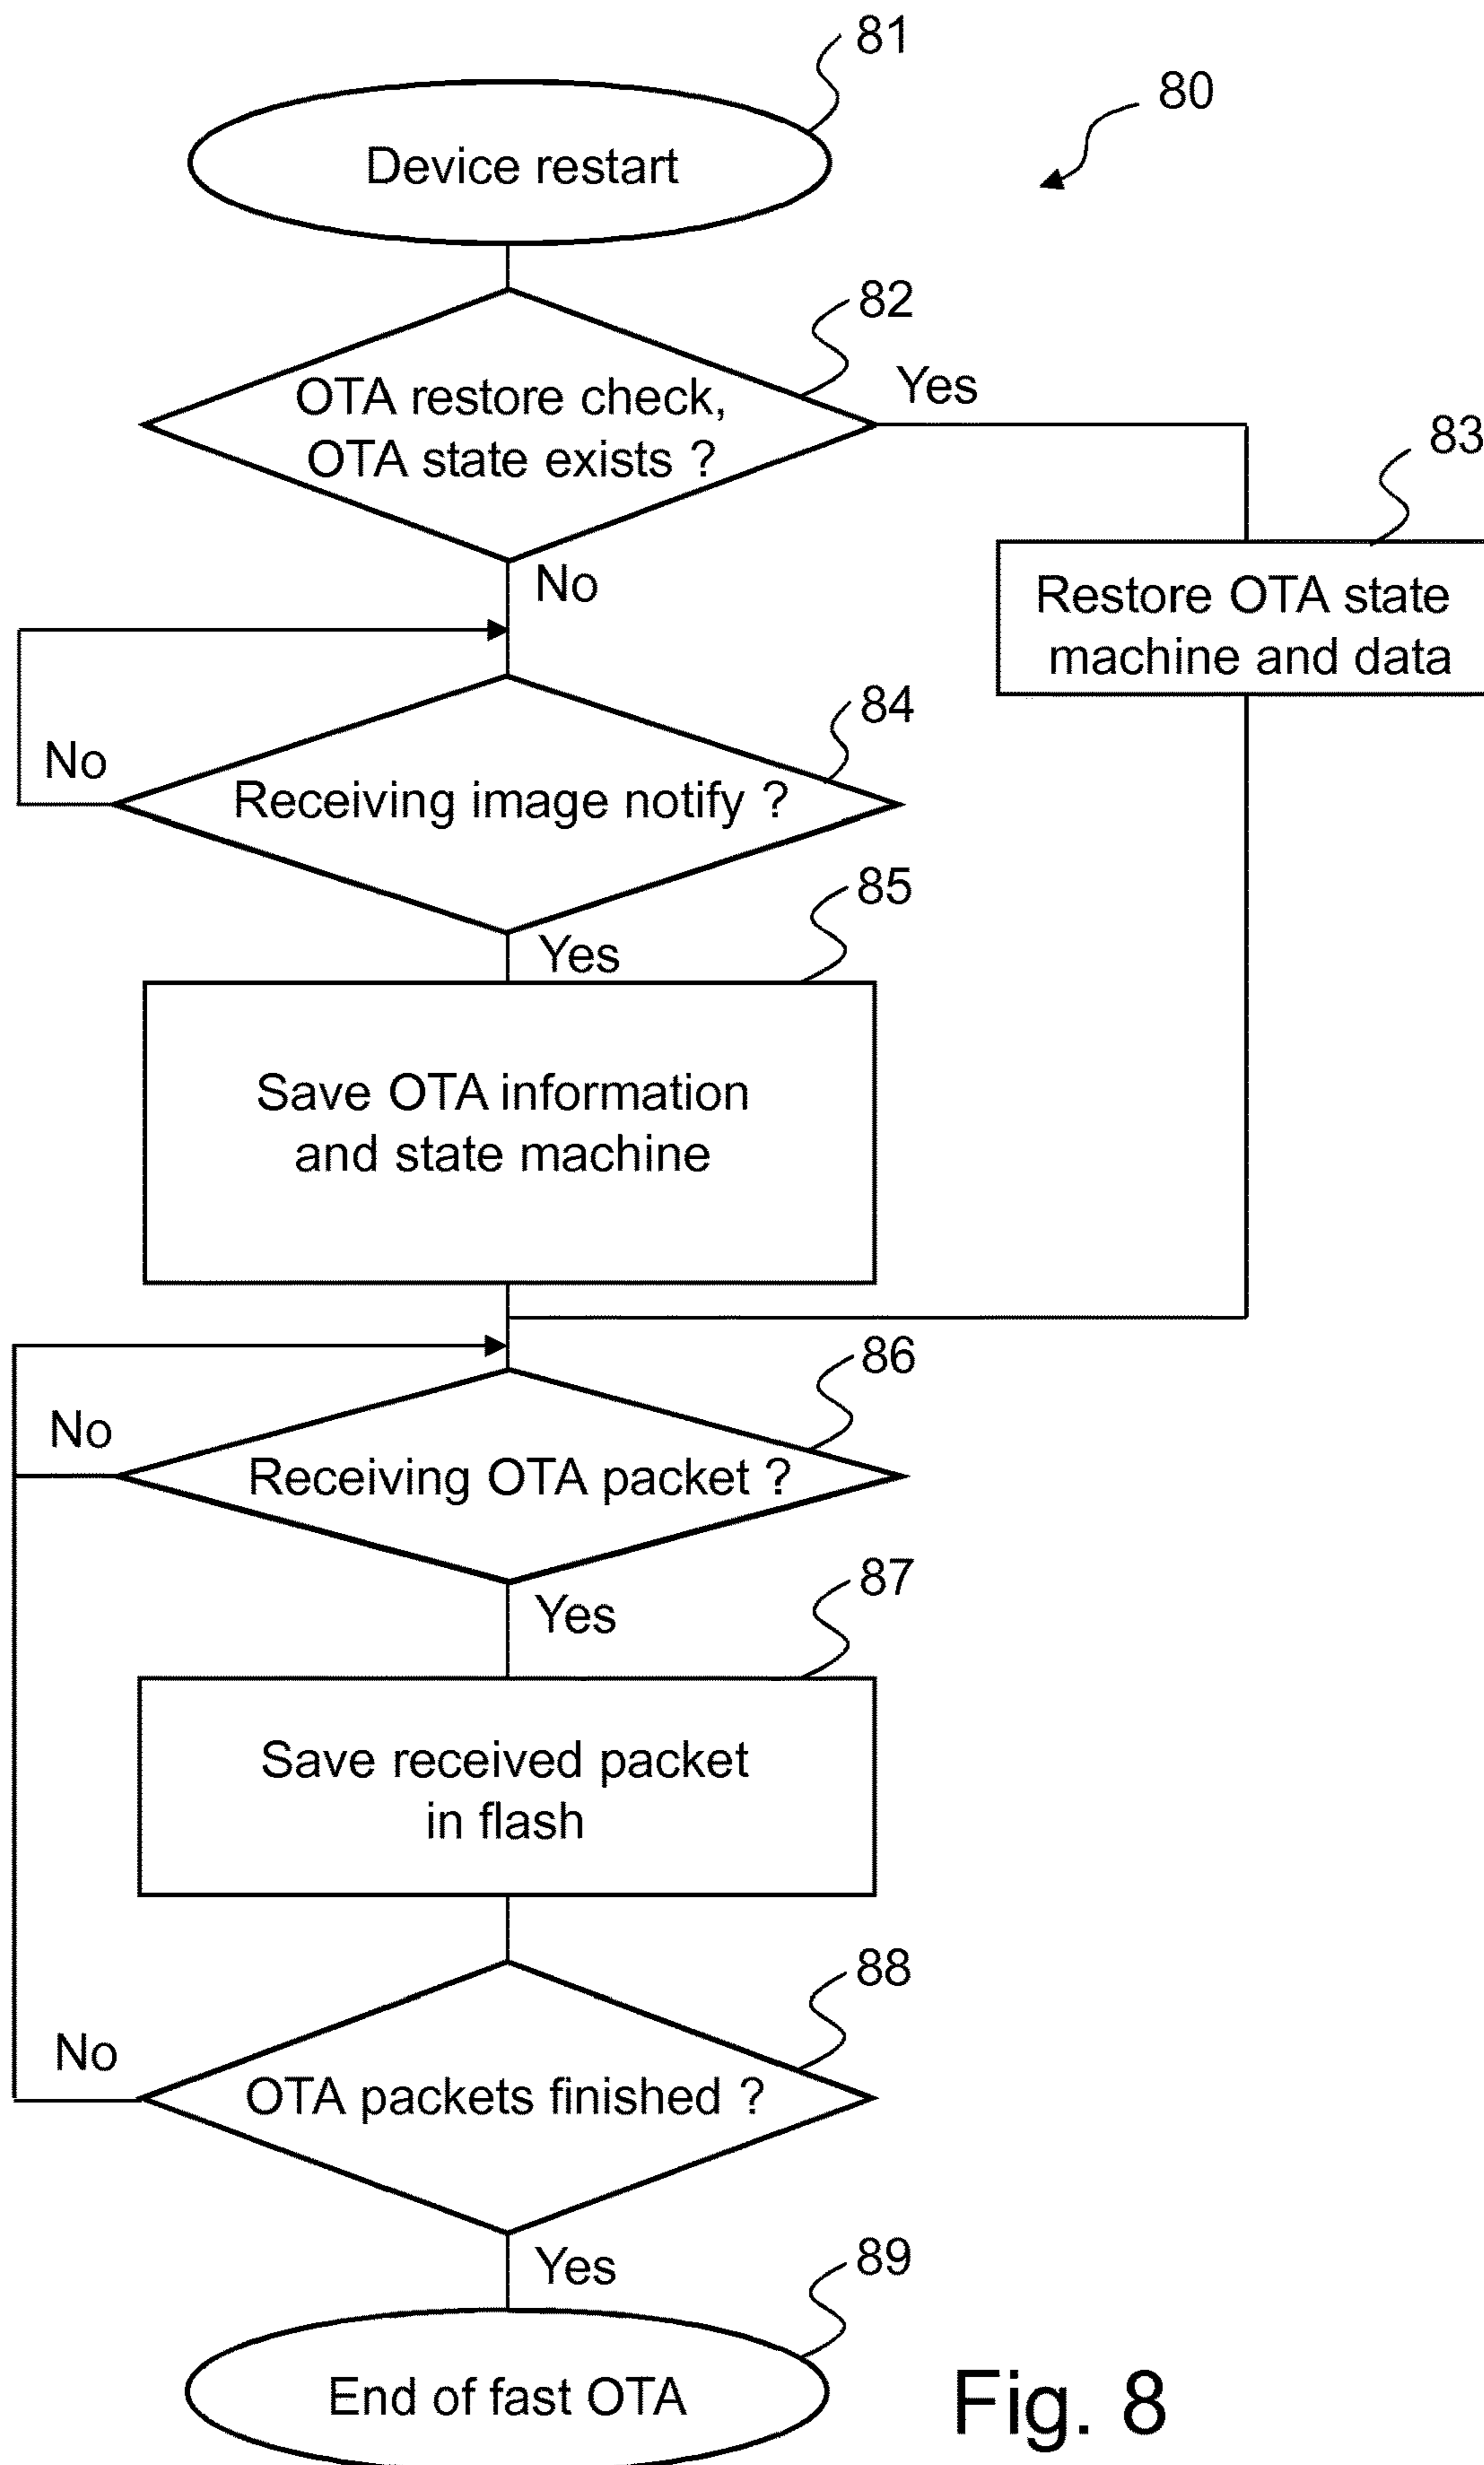 81
80
Device restart
82
Yes
OTA restore check,
OTA state exists ?
83
No
Restore OTA state
machine and data
84
No
Receiving image notify ?
85
Yes
Save OTA information
and state machine
86
No
Receiving OTA packet ?
87
Yes
Save received packet
in flash
88
No
OTA packets finished ?
89
Yes
End of fast OTA
Fig. 8